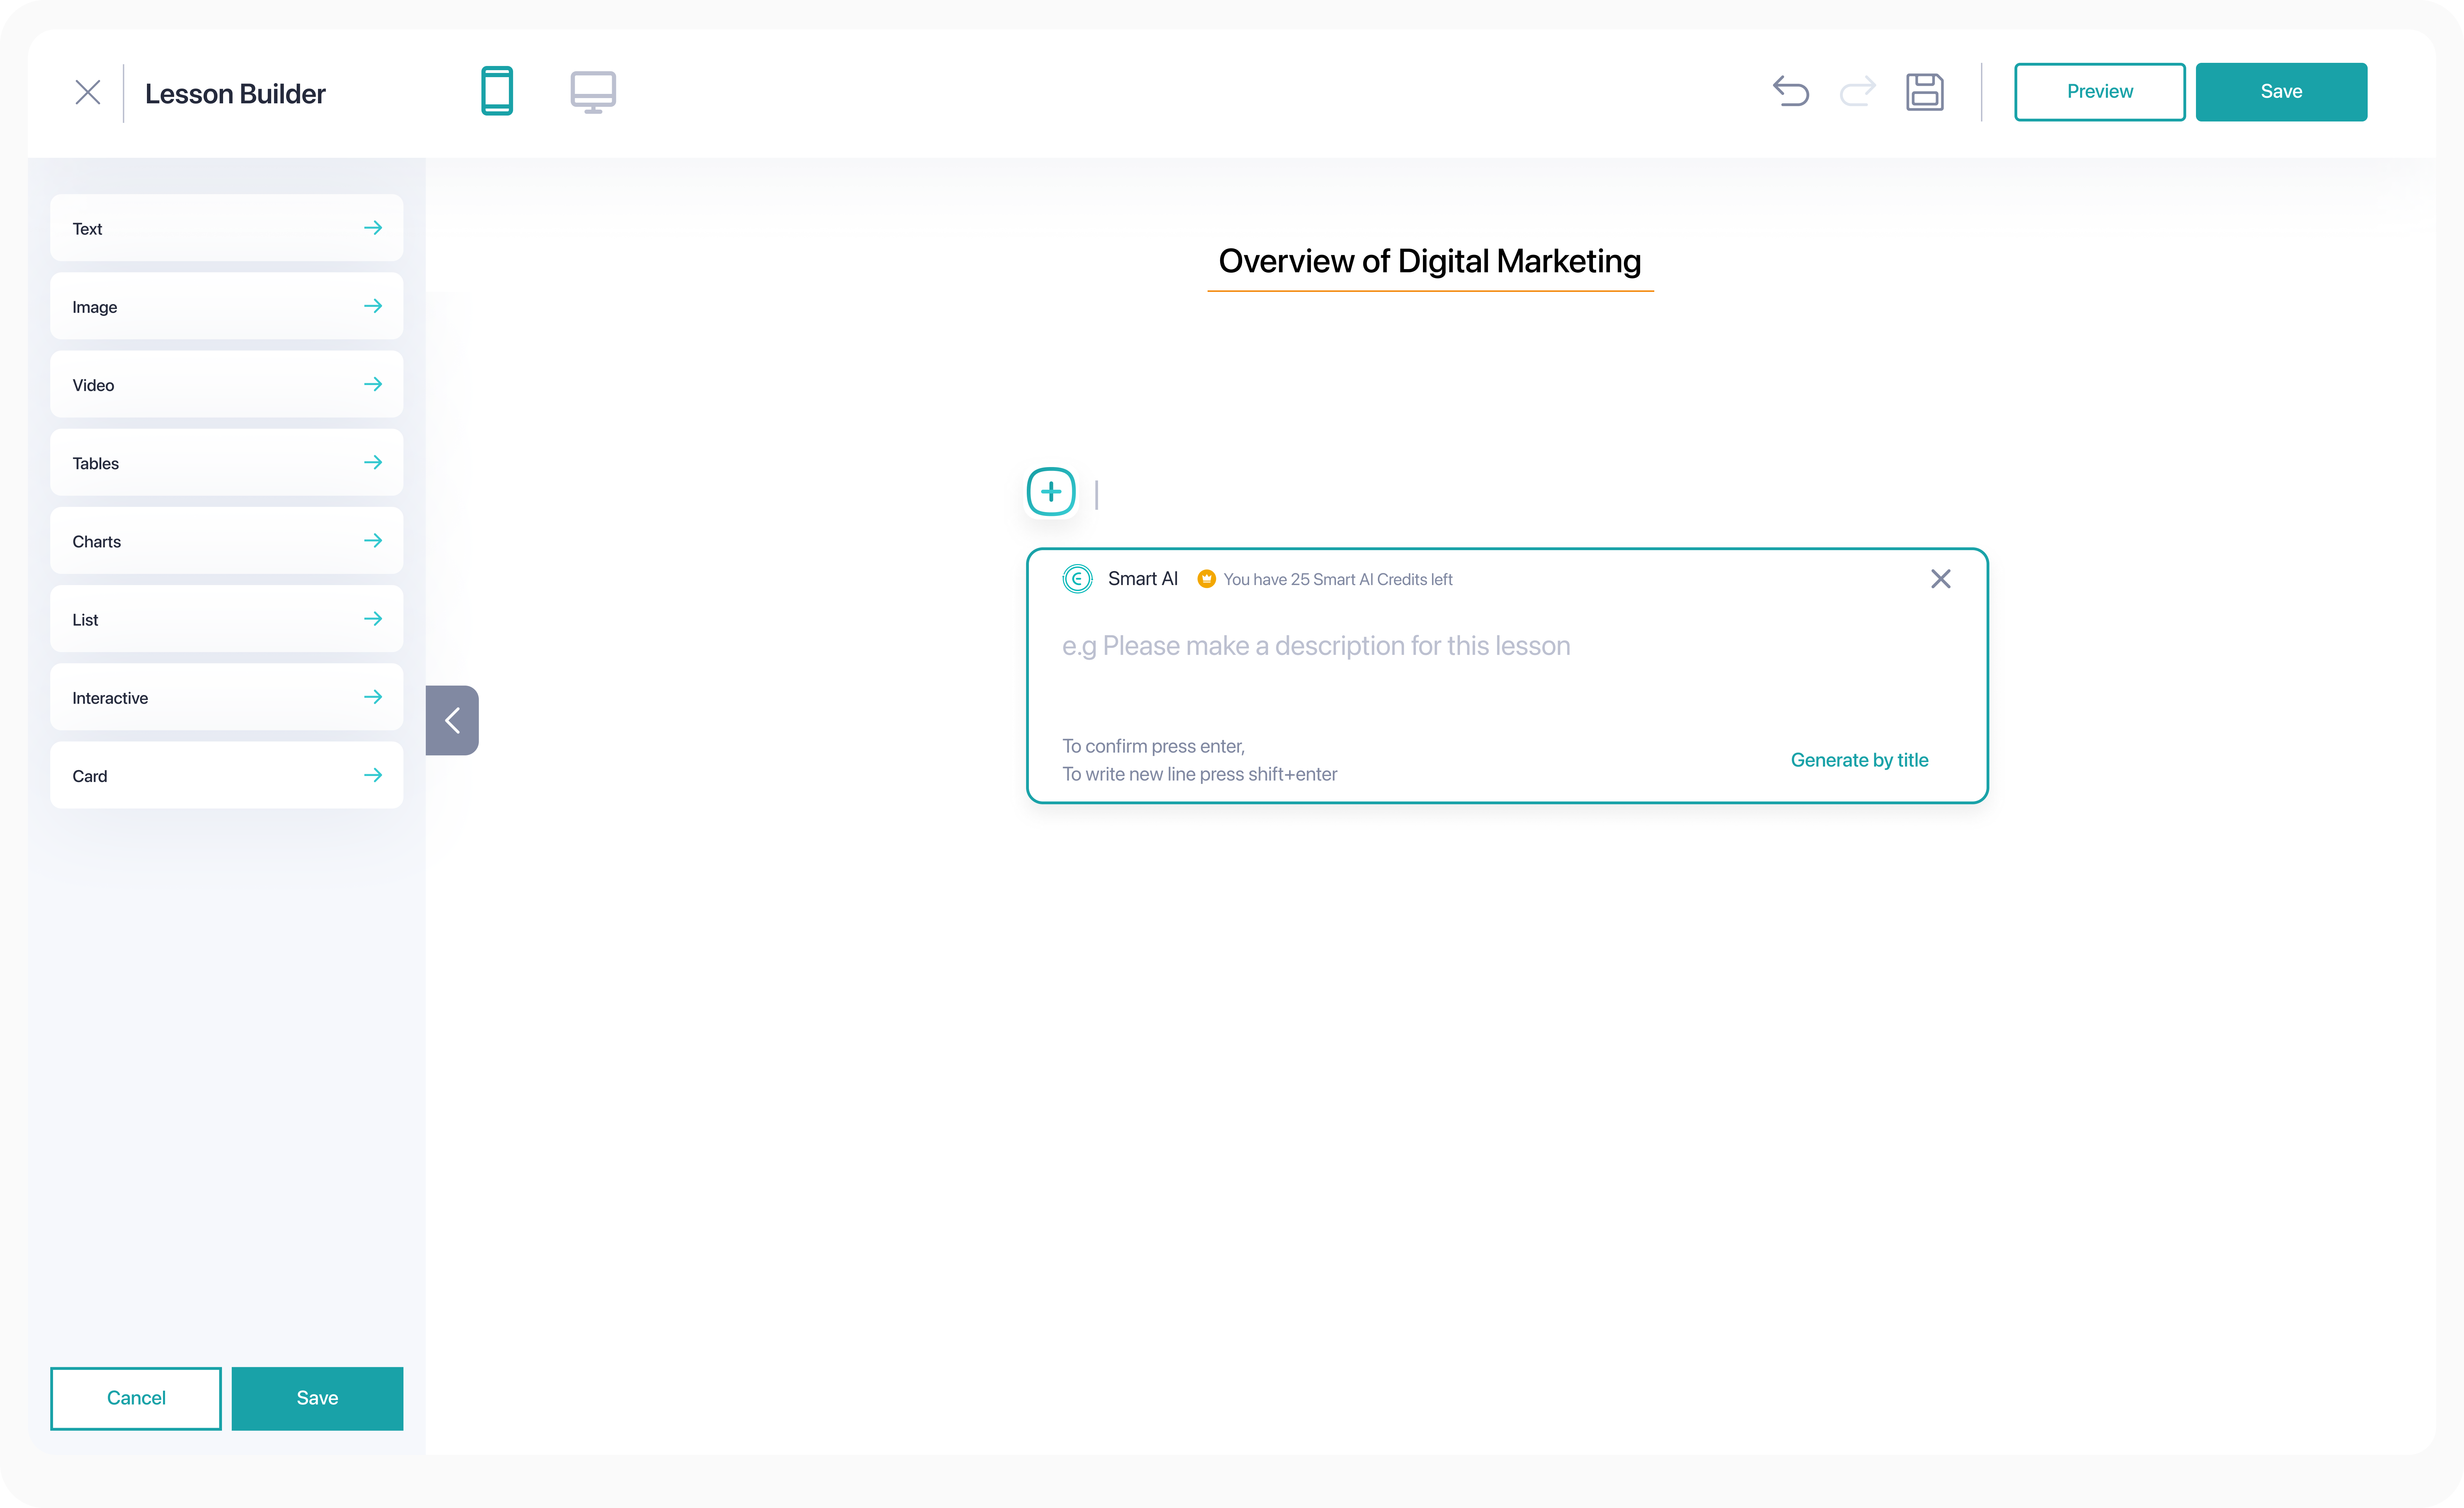 Lesson Builder
Preview
Save
Text
Image
Video
Tables
Charts
List
Interactive
Card
Cancel
Save
Overview of Digital Marketing
Smart AI
You have 25 Smart AI Credits left
e.g Please make a description for this lesson
To confirm press enter,
To write new line press shift+enter
Generate by title